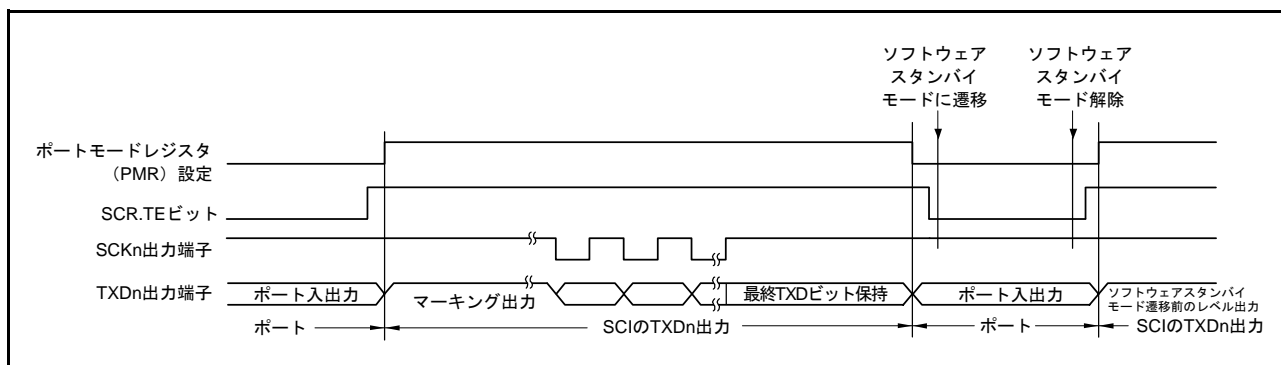 ソフトウェア
スタンバイ
モードに遷移
ソフトウェア
スタンバイ
モード解除
ポートモードレジスタ
（PMR）設定
SCR.TEビット
SCKn出力端子
TXDn出力端子
ポート入出力
マーキング出力
最終TXDビット保持
ポート入出力
ソフトウェアスタンバイ
モード遷移前のレベル出力
ポート
SCIのTXDn出力
ポート
SCIのTXDn出力